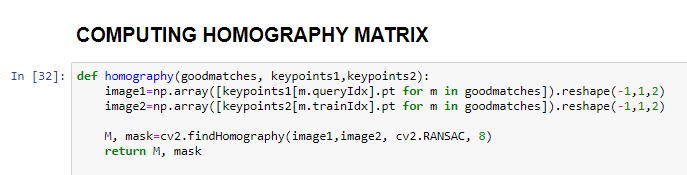 COMPUTING HOMOGRAPHY MATRIX
In [32]: def homography(goodmatches, keypoints1,keypoints2):
image1=np.array([keypoints1[m.queryIdx].pt for m in goodmatches]).reshape(-1,1,2)
image2=np.array([keypoints2[m.trainIdx].pt for m in goodmatches]).reshape(-1,1,2)
M, mask=cv2.findHomography(image1,image2, cv2.RANSAC, 8)
return M, mask